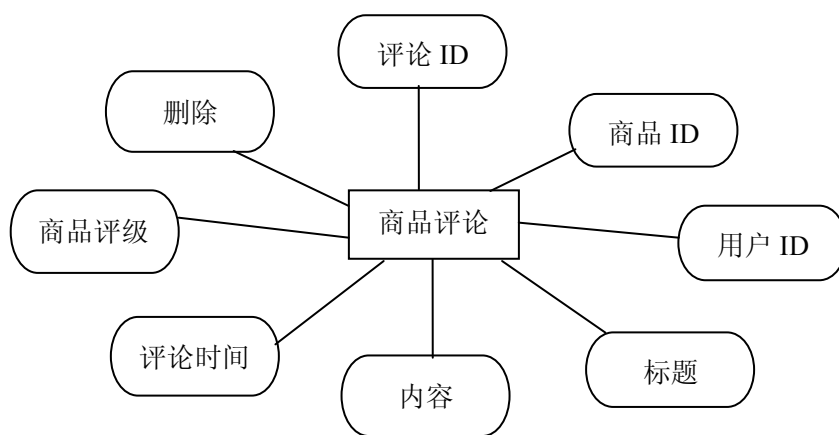 评论 ID
删除
商品 ID
商品评级
商品评论
用户 ID
评论时间
内容
标题